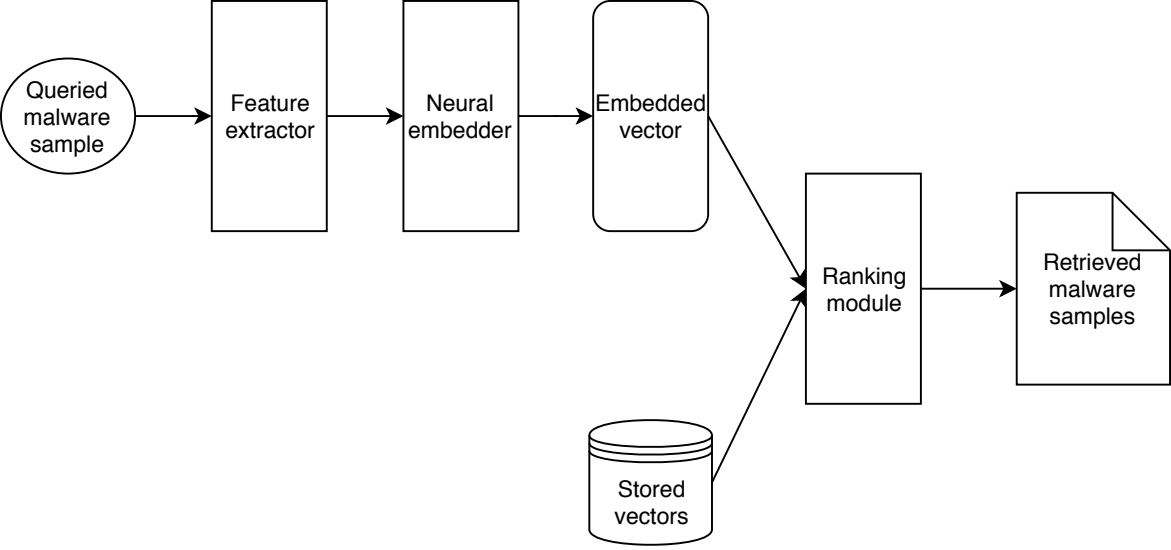 Queried
malware
sample
Feature
extractor
Neural
embedder
Embedded
vector
Ranking
module
Retrieved
malware
samples
Stored
vectors